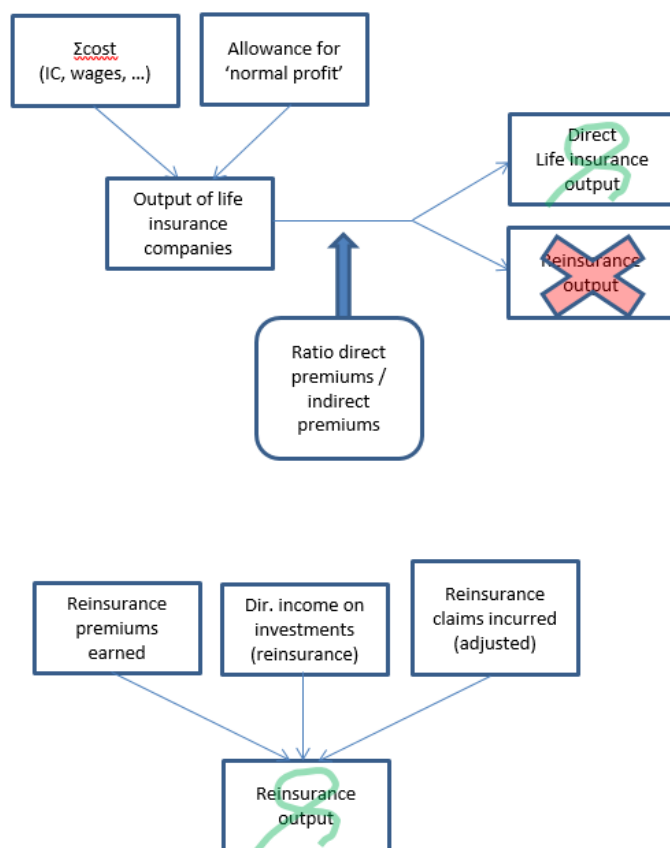 Σcost
(IC, wages, …)
Allowance for
‘normal profit’
Direct
Life insurance
output
Output of life
insurance
companies
Reinsurance
output
Ratio direct
premiums /
indirect
premiums
Reinsurance
premiums
earned
Dir. income on
investments
(reinsurance)
Reinsurance
claims incurred
(adjusted)
Reinsurance
output